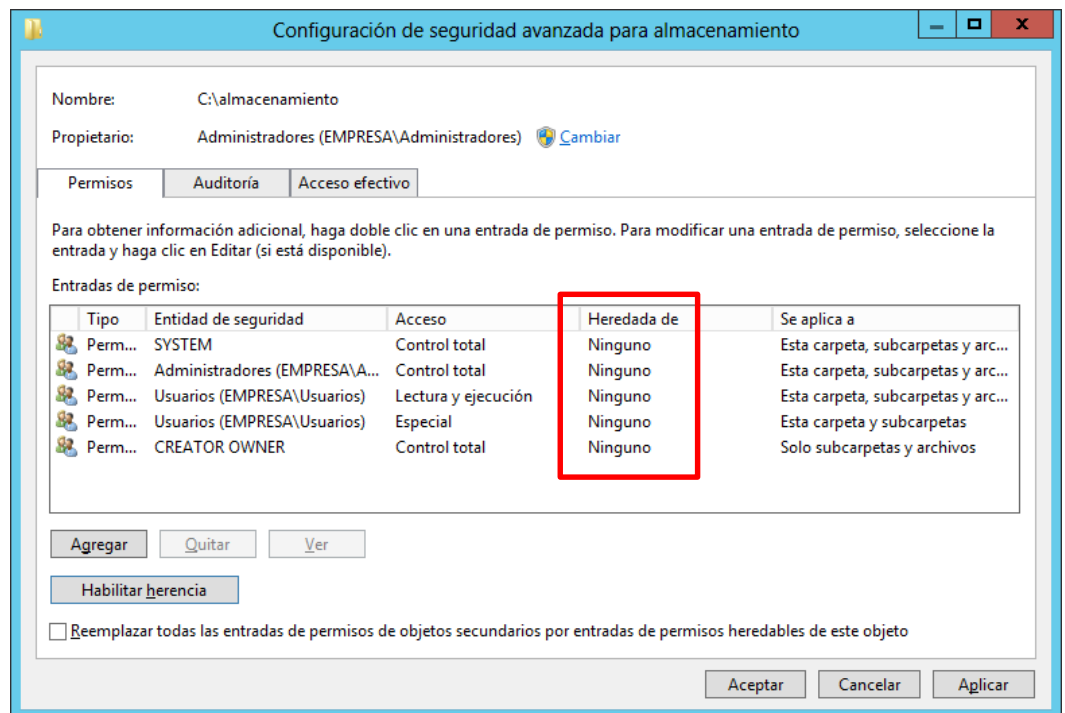 Configuración de seguridad avanzada para almacenamiento
Nombre: C:\almacenamiento
Propietario: Administradores (EMPRESA\Administradores) Cambiar
Permisos Auditoría Acceso efectivo
Para obtener información adicional, haga doble clic en una entrada de permiso. Para modificar una entrada de permiso, seleccione la
entrada y haga clic en Editar (si está disponible).
Entradas de permiso:
Tipo Entidad de seguridad Acceso Heredada de Se aplica a
Perm... SYSTEM Control total Ninguno Esta carpeta, subcarpetas y arc...
Perm... Administradores (EMPRESA\A... Control total Ninguno Esta carpeta, subcarpetas y arc...
Perm... Usuarios (EMPRESA\Usuarios) Lectura y ejecución Ninguno Esta carpeta, subcarpetas y arc...
Perm... Usuarios (EMPRESA\Usuarios) Especial Ninguno Esta carpeta y subcarpetas
Perm... CREATOR OWNER Control total Ninguno Solo subcarpetas y archivos
Agregar Quitar Ver
Habilitar herencia
Reemplazar todas las entradas de permisos de objetos secundarios por entradas de permisos heredables de este objeto
Aceptar Cancelar Aplicar